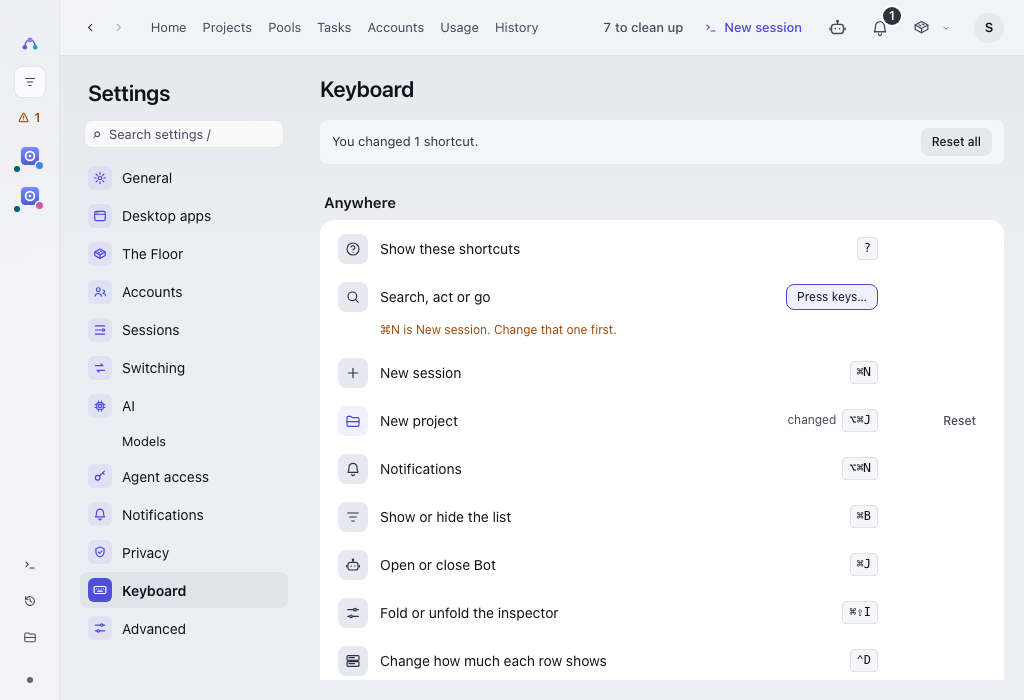 Home Projects Pools Tasks Accounts Usage History 7 to clean up New session 1 S
1
Settings
Search settings /
General
Desktop apps
The Floor
Accounts
Sessions
Switching
AI
Models
Agent access
Notifications
Privacy
Keyboard
Advanced
Keyboard
You changed 1 shortcut. Reset all
Anywhere
Show these shortcuts ?
Search, act or go Press keys...
⌘N is New session. Change that one first.
New session ⌘N
New project changed ⌥⌘J Reset
Notifications ⌥⌘N
Show or hide the list ⌘B
Open or close Bot ⌘J
Fold or unfold the inspector ⌘⇧I
Change how much each row shows ^D